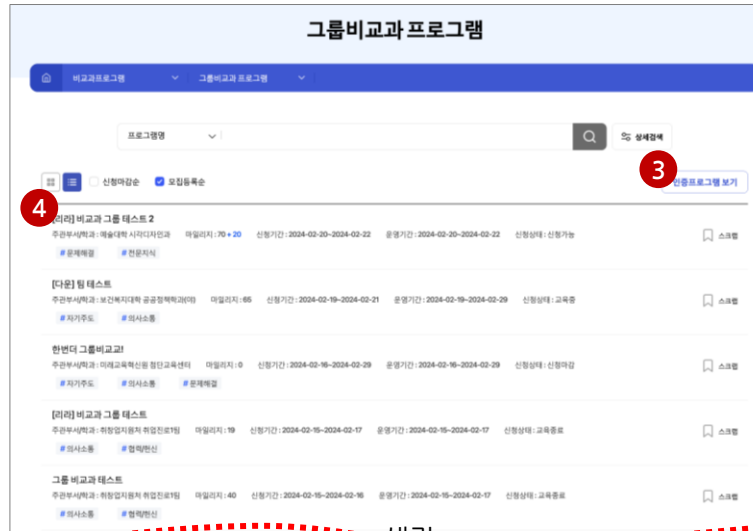 그룹비교과 프로그램
비교과프로그램 그룹비교과 프로그램
프로그램명 상세검색
3
신청마감순 모집등록순 인증프로그램 보기
4
[리라] 비교과 그룹 테스트 2
주관부서/학과 : 예술대학 시각디자인과 마일리지 : 70 + 20 신청기간 : 2024-02-20~2024-02-22 운영기간 : 2024-02-20~2024-02-22 신청상태 : 신청가능 스크랩
# 문제해결 # 전문지식
[다운] 팀 테스트
주관부서/학과 : 보건복지대학 공공정책학과(야) 마일리지 : 65 신청기간 : 2024-02-19~2024-02-21 운영기간 : 2024-02-19~2024-02-29 신청상태 : 교육중 스크랩
# 자기주도 # 의사소통
한번더 그룹비교교!
주관부서/학과 : 미래교육혁신원 첨단교육센터 마일리지 : 0 신청기간 : 2024-02-16~2024-02-29 운영기간 : 2024-02-16~2024-02-29 신청상태 : 신청마감 스크랩
# 자기주도 # 의사소통 # 문제해결
[리라] 비교과 그룹 테스트
주관부서/학과 : 취창업지원처 취업진로1팀 마일리지 : 19 신청기간 : 2024-02-15~2024-02-17 운영기간 : 2024-02-15~2024-02-17 신청상태 : 교육종료 스크랩
# 의사소통 # 협력/헌신
그룹 비교과 테스트
주관부서/학과 : 취창업지원처 취업진로1팀 마일리지 : 40 신청기간 : 2024-02-15~2024-02-16 운영기간 : 2024-02-15~2024-02-17 신청상태 : 교육종료 스크랩
# 의사소통 # 협력/헌신